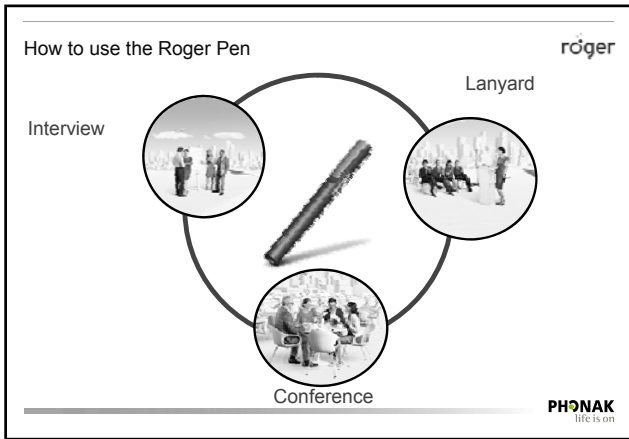 How to use the Roger Pen
roger
Lanyard
Interview
Conference
PHONAK
life is on